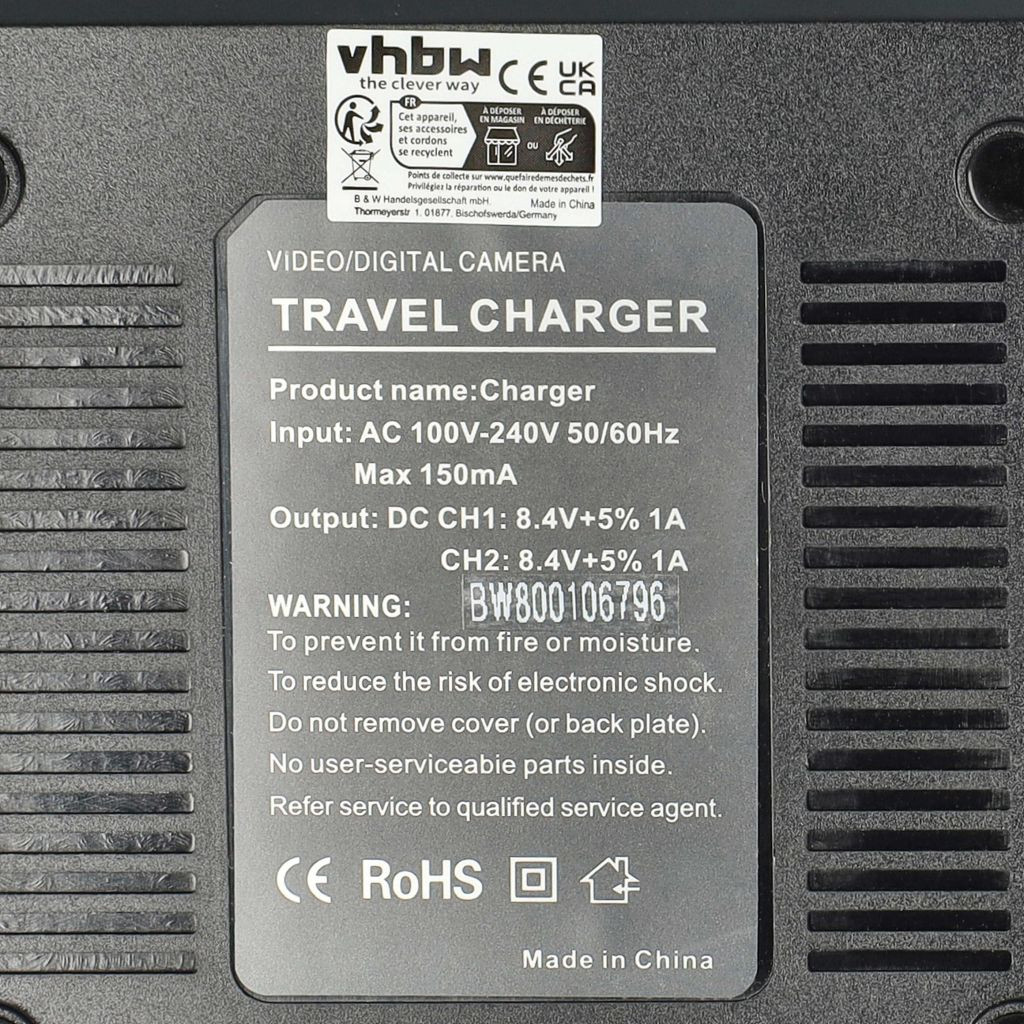 vhbw
the clever way
CE UK CA
FR
Cet appareil,
ses accessoires
et cordons
se recyclent
À DÉPOSER
EN MAGASIN
OU
À DÉPOSER
EN DÉCHÈTERIE
Points de collecte sur www.quefairedemesdechets.fr
Privilégiez la réparation ou le don de votre appareil !
B & W Handelsgesellschaft mbH. Made in China
Thormeyerstr 1, 01877, Bischofswerda/Germany
ViDEO/DIGITAL CAMERA
TRAVEL CHARGER
Product name:Charger
Input: AC 100V-240V 50/60Hz
Max 150mA
Output: DC CH1: 8.4V+5% 1A
CH2: 8.4V+5% 1A
BW800106796
WARNING:
To prevent it from fire or moisture.
To reduce the risk of electronic shock.
Do not remove cover (or back plate).
No user-serviceabie parts inside.
Refer service to qualified service agent.
CE RoHS
Made in China